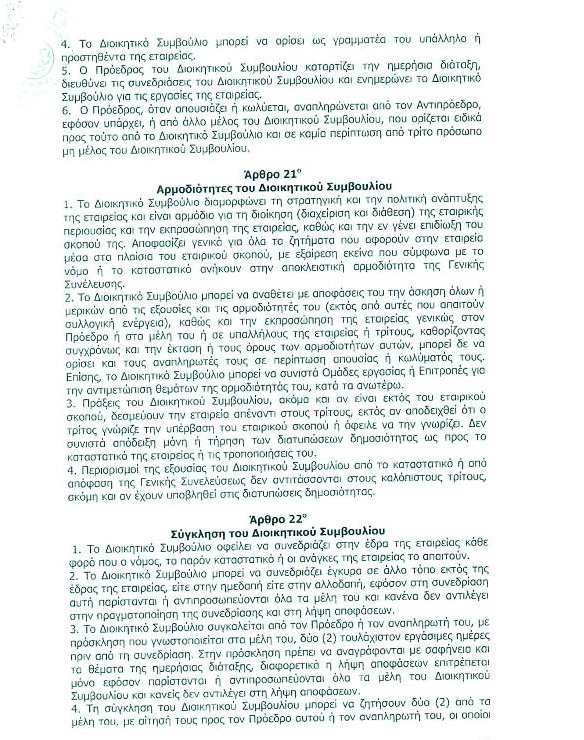 4. Το Διοικητικό Συμβούλιο μπορεί να ορίσει ως γραμματέα του υπάλληλο ή
προστηθέντα της εταιρείας.
5. Ο Πρόεδρος του Διοικητικού Συμβουλίου καταρτίζει την ημερήσια διάταξη,
διευθύνει τις συνεδριάσεις του Διοικητικού Συμβουλίου και ενημερώνει το Διοικητικό
Συμβούλιο για τις εργασίες της εταιρείας.
6. Ο Πρόεδρος, όταν απουσιάζει ή κωλύεται, αναπληρώνεται από τον Αντιπρόεδρο,
εφόσον υπάρχει, ή από άλλο μέλος του Διοικητικού Συμβουλίου, που ορίζεται ειδικά
προς τούτο από το Διοικητικό Συμβούλιο και σε καμία περίπτωση από τρίτο πρόσωπο
μη μέλος του Διοικητικού Συμβουλίου.
Άρθρο 21°
Αρμοδιότητες του Διοικητικού Συμβουλίου
1. Το Διοικητικό Συμβούλιο διαμορφώνει τη στρατηγική και την πολιτική ανάπτυξης
της εταιρείας και είναι αρμόδιο για τη διοίκηση (διαχείριση και διάθεση) της εταιρικής
περιουσίας και την εκπροσώπηση της εταιρείας, καθώς και την εν γένει επιδίωξη του
σκοπού της. Αποφασίζει γενικά για όλα τα ζητήματα που αφορούν στην εταιρεία
μέσα στα πλαίσια του εταιρικού σκοπού, με εξαίρεση εκείνα που σύμφωνα με το
νόμο ή το καταστατικό ανήκουν στην αποκλειστική αρμοδιότητα της Γενικής
Συνέλευσης.
2. Το Διοικητικό Συμβούλιο μπορεί να αναθέτει με αποφάσεις του την άσκηση όλων ή
μερικών από τις εξουσίες και τις αρμοδιότητές του (εκτός από αυτές που απαιτούν
συλλογική ενέργεια), καθώς και την εκπροσώπηση της εταιρείας γενικώς στον
Πρόεδρο ή στα μέλη του ή σε υπαλλήλους της εταιρείας ή τρίτους, καθορίζοντας
συγχρόνως και την έκταση ή τους όρους των αρμοδιοτήτων αυτών, μπορεί δε να
ορίσει και τους αναπληρωτές τους σε περίπτωση απουσίας ή κωλύματός τους.
Επίσης, το Διοικητικό Συμβούλιο μπορεί να συνιστά Ομάδες εργασίας ή Επιτροπές για
την αντιμετώπιση θεμάτων της αρμοδιότητός του, κατά τα ανωτέρω.
3. Πράξεις του Διοικητικού Συμβουλίου, ακόμα και αν είναι εκτός του εταιρικού
σκοπού, δεσμεύουν την εταιρεία απέναντι στους τρίτους, εκτός αν αποδειχθεί ότι ο
τρίτος γνώριζε την υπέρβαση του εταιρικού σκοπού ή όφειλε να την γνωρίζει. Δεν
συνιστά απόδειξη μόνη ή τήρηση των διατυπώσεων δημοσιότητας ως προς το
καταστατικό της εταιρείας ή τις τροποποιήσεις του.
4. Περιορισμοί της εξουσίας του Διοικητικού Συμβουλίου από το καταστατικό ή από
απόφαση της Γενικής Συνελεύσεως δεν αντιτάσσονται στους καλόπιστους τρίτους,
ακόμη και αν έχουν υποβληθεί στις διατυπώσεις δημοσιότητας.
Άρθρο 22°
Σύγκληση του Διοικητικού Συμβουλίου
1. Το Διοικητικό Συμβούλιο οφείλει να συνεδριάζει στην έδρα της εταιρείας κάθε
φορά που ο νόμος, το παρόν καταστατικό ή οι ανάγκες της εταιρείας το απαιτούν.
2. Το Διοικητικό Συμβούλιο μπορεί να συνεδριάζει έγκυρα σε άλλο τόπο εκτός της
έδρας της εταιρείας, είτε στην ημεδαπή είτε στην αλλοδαπή, εφόσον στη συνεδρίαση
αυτή παρίστανται ή αντιπροσωπεύονται όλα τα μέλη του και κανένα δεν αντιλέγει
στην πραγματοποίηση της συνεδρίασης και στη λήψη αποφάσεων.
3. Το Διοικητικό Συμβούλιο συγκαλείται από τον Πρόεδρο ή τον αναπληρωτή του, με
πρόσκληση που γνωστοποιείται στα μέλη του, δύο (2) τουλάχιστον εργάσιμες ημέρες
πριν από τη συνεδρίαση. Στην πρόσκληση πρέπει να αναγράφονται με σαφήνεια και
τα θέματα της ημερήσιας διάταξης, διαφορετικά η λήψη αποφάσεων επιτρέπεται
μόνο εφόσον παρίστανται ή αντιπροσωπεύονται όλα τα μέλη του Διοικητικού
Συμβουλίου και κανείς δεν αντιλέγει στη λήψη αποφάσεων.
4. Τη σύγκληση του Διοικητικού Συμβουλίου μπορεί να ζητήσουν δύο (2) από τα
μέλη του, με αίτησή τους προς τον Πρόεδρο αυτού ή τον αναπληρωτή του, οι οποίοι